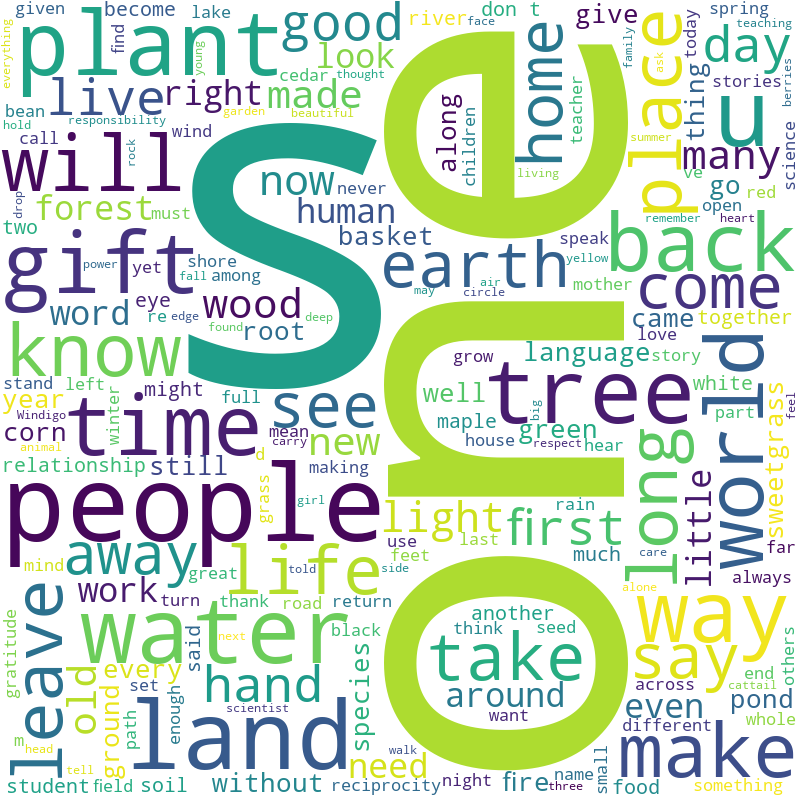 everything
given
become
lake
don t
spring
teaching
plant
good
river
face
give
day
find
young
look
family
ask
today
stories
berries
cedar
thought
made
live
right
home
place
thing
u
bean
responsibility
garden
beautiful
hold
call
wind
along
teacher
summer
many
science
will
S
e
children
now
never
living
ve
go
red
rock
drop
forest
must
human
open
two
basket
speak
remember
heart
back
gift
shore
among
earth
yellow
power
yet
fall
air
mother
come
eye
may
circle
word
re
edge
wood
n
came
together
know
root
found
deep
love
grow
language
story
world
stand
left
might
full
see
tree
well
white
year
Windigo
winter
time
maple
green
part
feel
corn
mean
new
big
house
respect
hear
long
little
sweetgrass
animal
carry
relationship
still
d
making
grass
girl
rain
people
light
first
use
last
much
far
away
life
feet
told
care
always
mind
great
side
work
turn
thank
road
return
alone
leave
water
black
another
way
gratitude
said
next
think
seed
o
take
say
others
old
every
species
hand
around
across
end
cattail
ground
set
enough
scientist
want
even
pond
m
path
land
different
whole
head
tell
need
walk
make
student
field
soil
without
reciprocity
night
fire
name
three
small
food
something